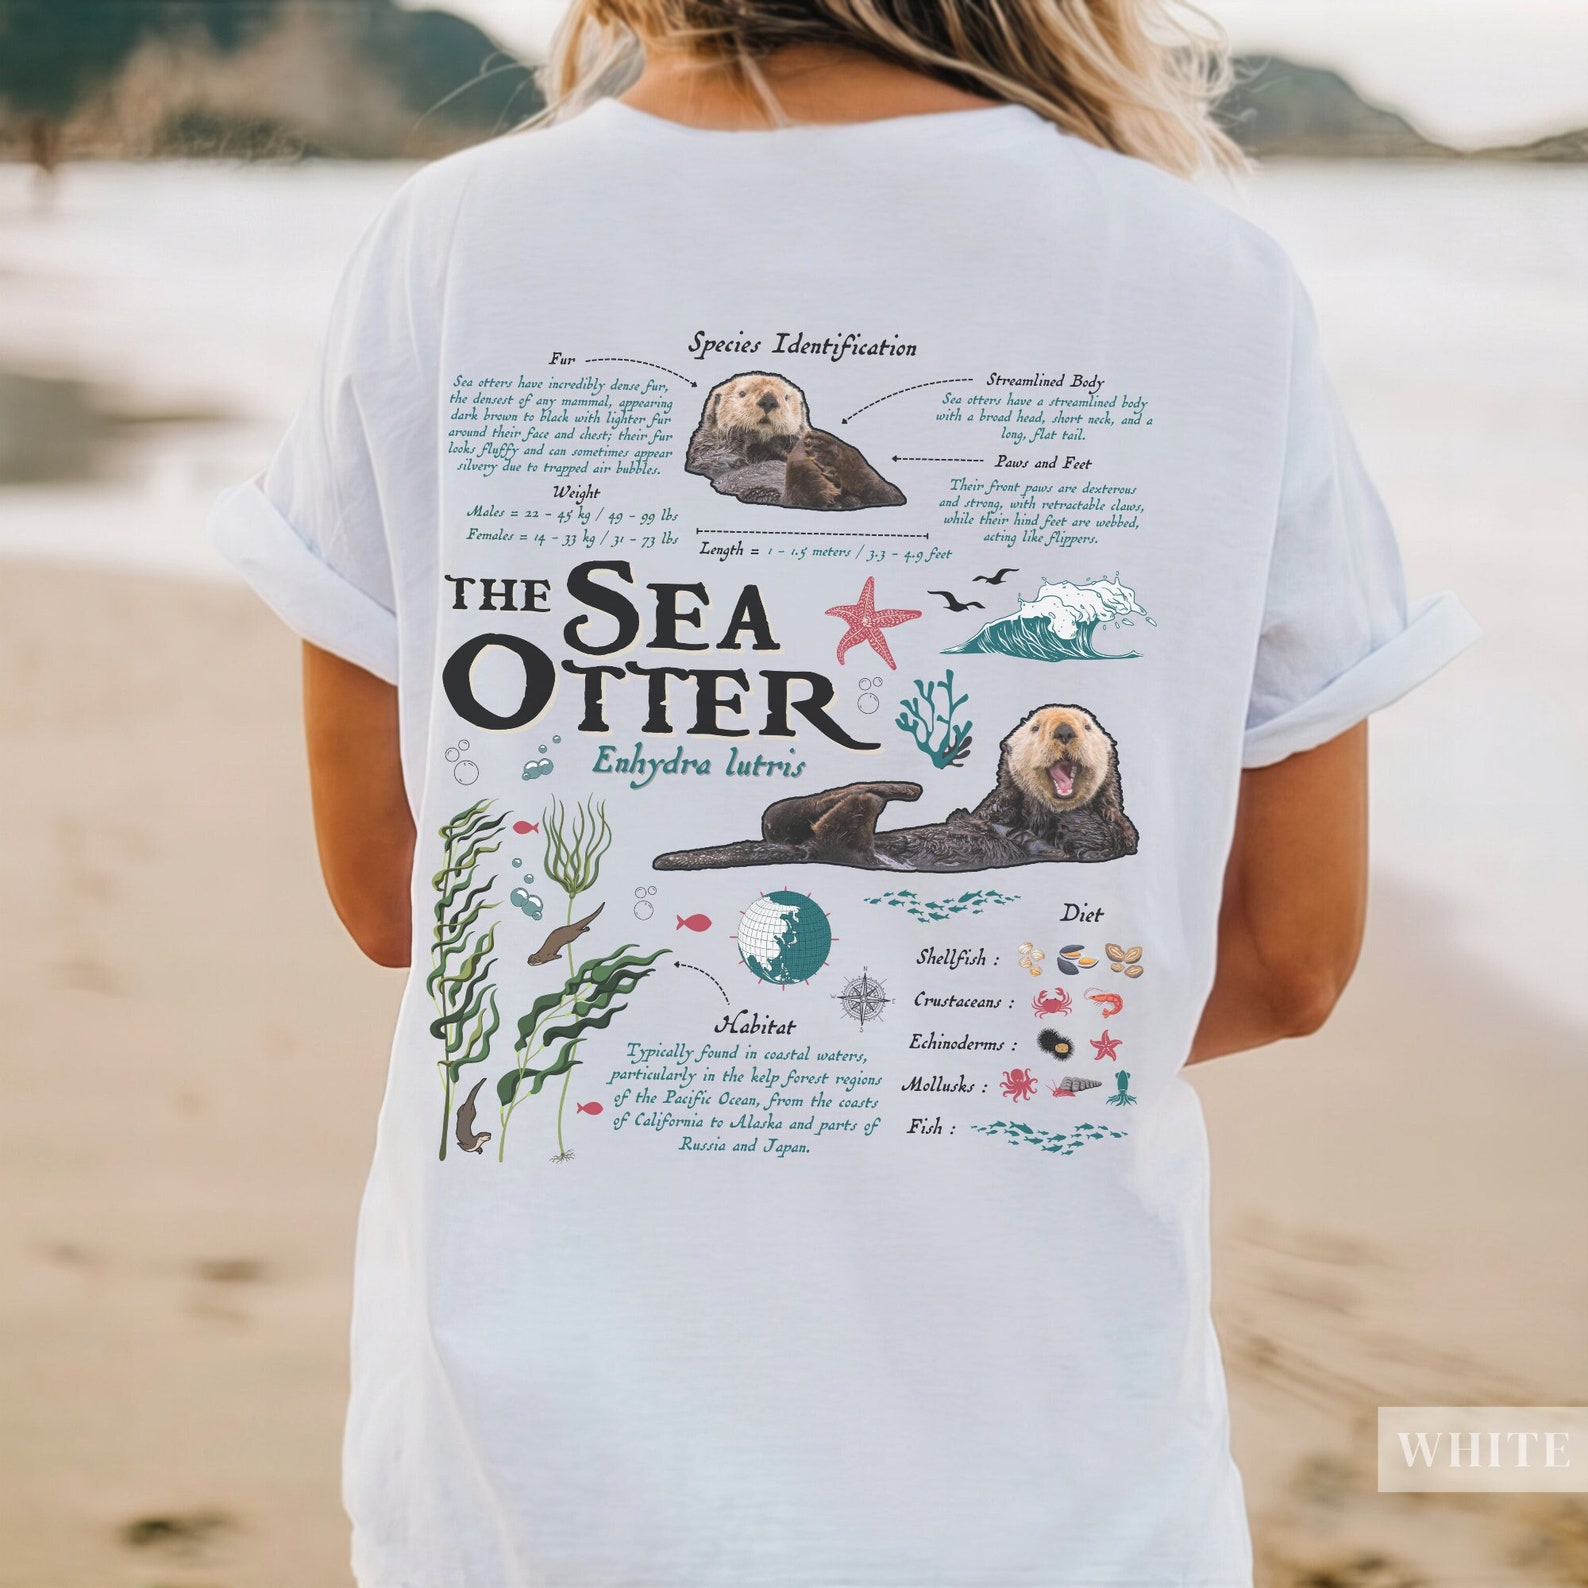 Species Identification
Fur
Sea otters have incredibly dense fur,
the densest of any mammal, appearing
dark brown to black with lighter fur
around their face and chest; their fur
looks fluffy and can sometimes appear
silvery due to trapped air bubbles.
Weight
Males = 22 - 45 kg / 49 - 99 lbs
Females = 14 - 33 kg / 31 - 73 lbs
Streamlined Body
Sea otters have a streamlined body
with a broad head, short neck, and a
long, flat tail.
Paws and Feet
Their front paws are dexterous
and strong, with retractable claws,
while their hind feet are webbed,
acting like flippers.
Length = 1 - 1.5 meters / 3.3 - 4.9 feet
THE SEA
OTTER
Enhydra lutris
N
W E
S
Habitat
Typically found in coastal waters,
particularly in the kelp forest regions
of the Pacific Ocean, from the coasts
of California to Alaska and parts of
Russia and Japan.
Diet
Shellfish :
Crustaceans :
Echinoderms :
Mollusks :
Fish :
WHITE